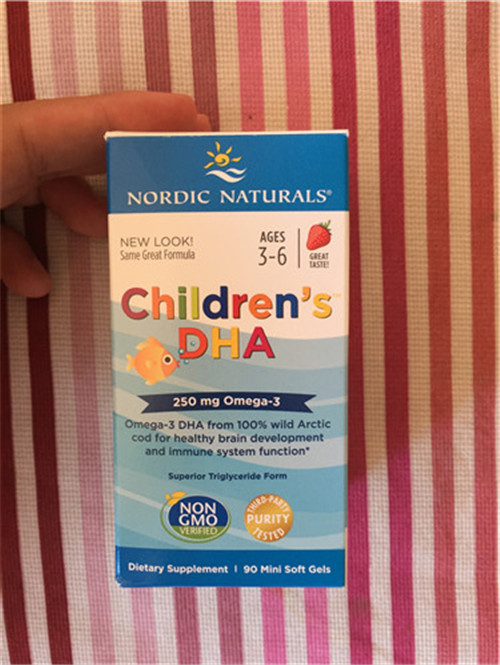 NORDIC NATURALS®
NEW LOOK!
Same Great Formula
AGES
3-6
GREAT
TASTE!
Children's™
DHA
250 mg Omega-3
Omega-3 DHA from 100% wild Arctic
cod for healthy brain development
and immune system function*
Superior Triglyceride Form
NON
GMO
VERIFIED
THIRD-PARTY
PURITY
TESTED
Dietary Supplement | 90 Mini Soft Gels